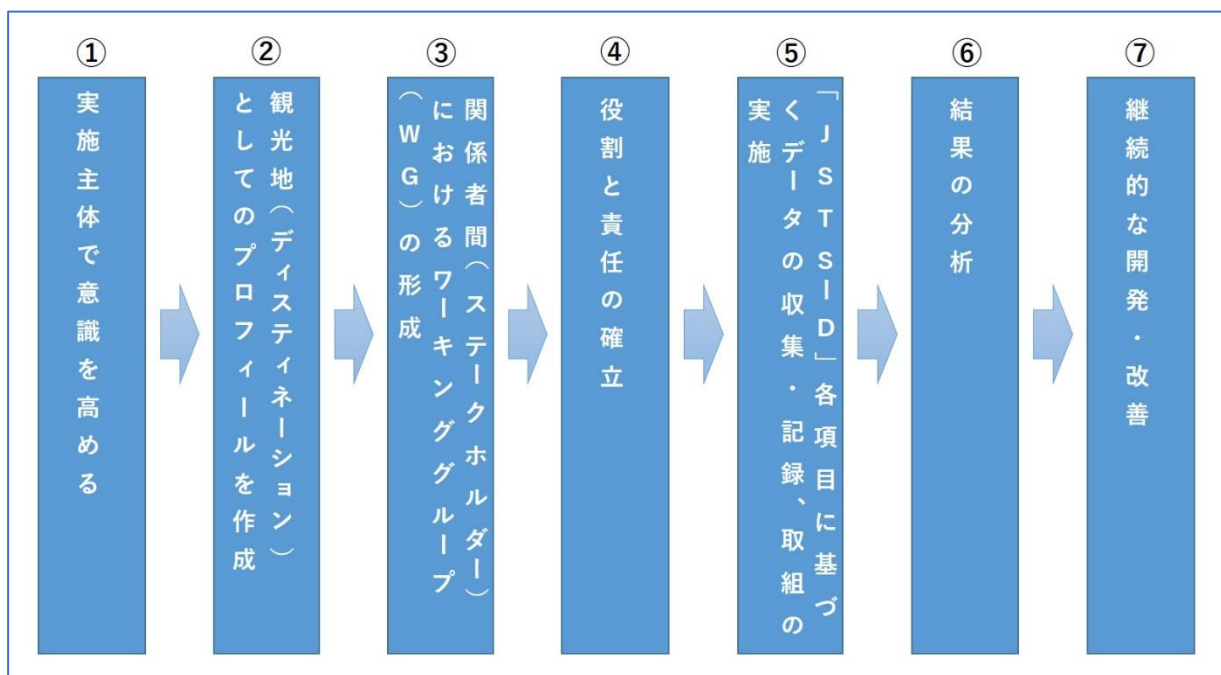 ①
実施主体で意識を高める
②
観光地（ディスティネーション）
としてのプロフィールを作成
③
関係者間（ステークホルダー）
におけるワーキンググループ
（ＷＧ）の形成
④
役割と責任の確立
⑤
「ＪＳＴＳ－Ｄ」各項目に基づ
くデータの収集・記録、取組の
実施
⑥
結果の分析
⑦
継続的な開発・改善